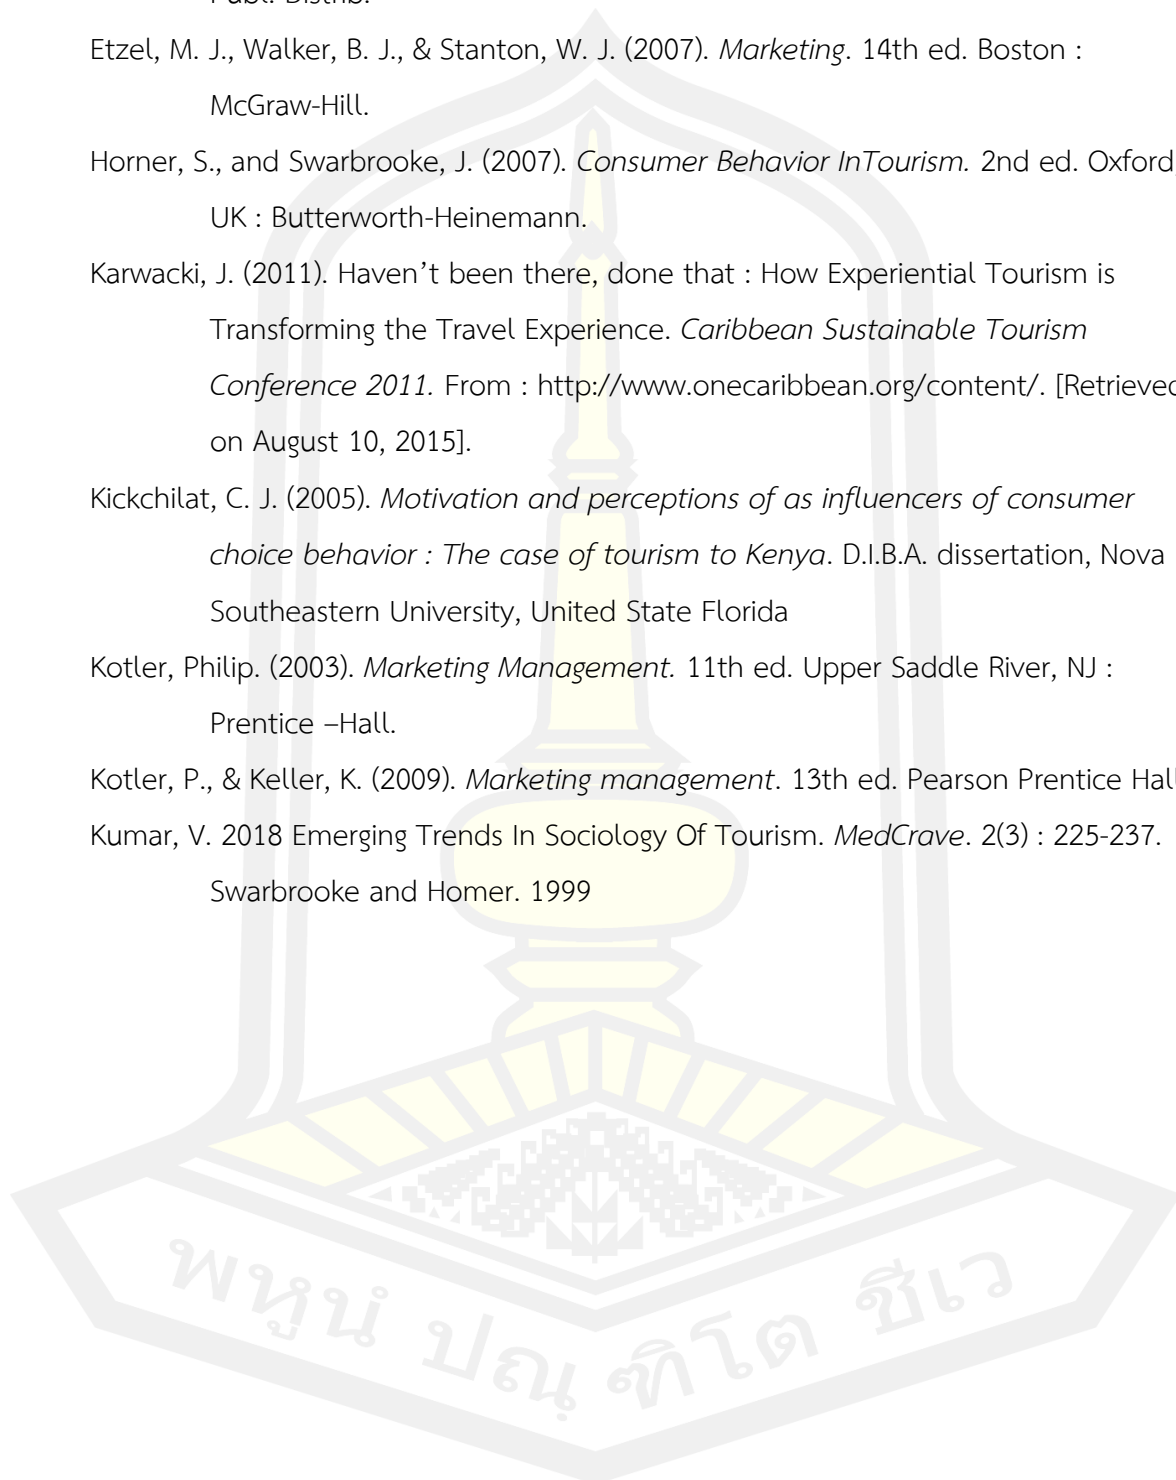 Publ. Distrib.
Etzel, M. J., Walker, B. J., & Stanton, W. J. (2007). Marketing. 14th ed. Boston :
McGraw-Hill.
Horner, S., and Swarbrooke, J. (2007). Consumer Behavior InTourism. 2nd ed. Oxford,
UK : Butterworth-Heinemann.
Karwacki, J. (2011). Haven’t been there, done that : How Experiential Tourism is
Transforming the Travel Experience. Caribbean Sustainable Tourism
Conference 2011. From : http://www.onecaribbean.org/content/. [Retrieved
on August 10, 2015].
Kickchilat, C. J. (2005). Motivation and perceptions of as influencers of consumer
choice behavior : The case of tourism to Kenya. D.I.B.A. dissertation, Nova
Southeastern University, United State Florida
Kotler, Philip. (2003). Marketing Management. 11th ed. Upper Saddle River, NJ :
Prentice –Hall.
Kotler, P., & Keller, K. (2009). Marketing management. 13th ed. Pearson Prentice Hall
Kumar, V. 2018 Emerging Trends In Sociology Of Tourism. MedCrave. 2(3) : 225-237.
Swarbrooke and Homer. 1999
พหูนํ ปณฺฑิโต ชีเว